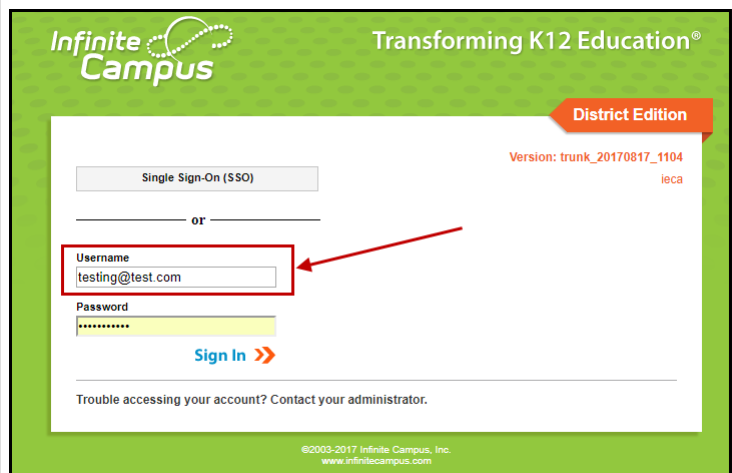 Infinite
Campus
Transforming K12 Education®
District Edition
Version: trunk_20170817_1104
ieca
Single Sign-On (SSO)
or
Username
testing@test.com
Password
•••••••••••
Sign In
Trouble accessing your account? Contact your administrator.
©2003-2017 Infinite Campus, Inc.
www.infinitecampus.com